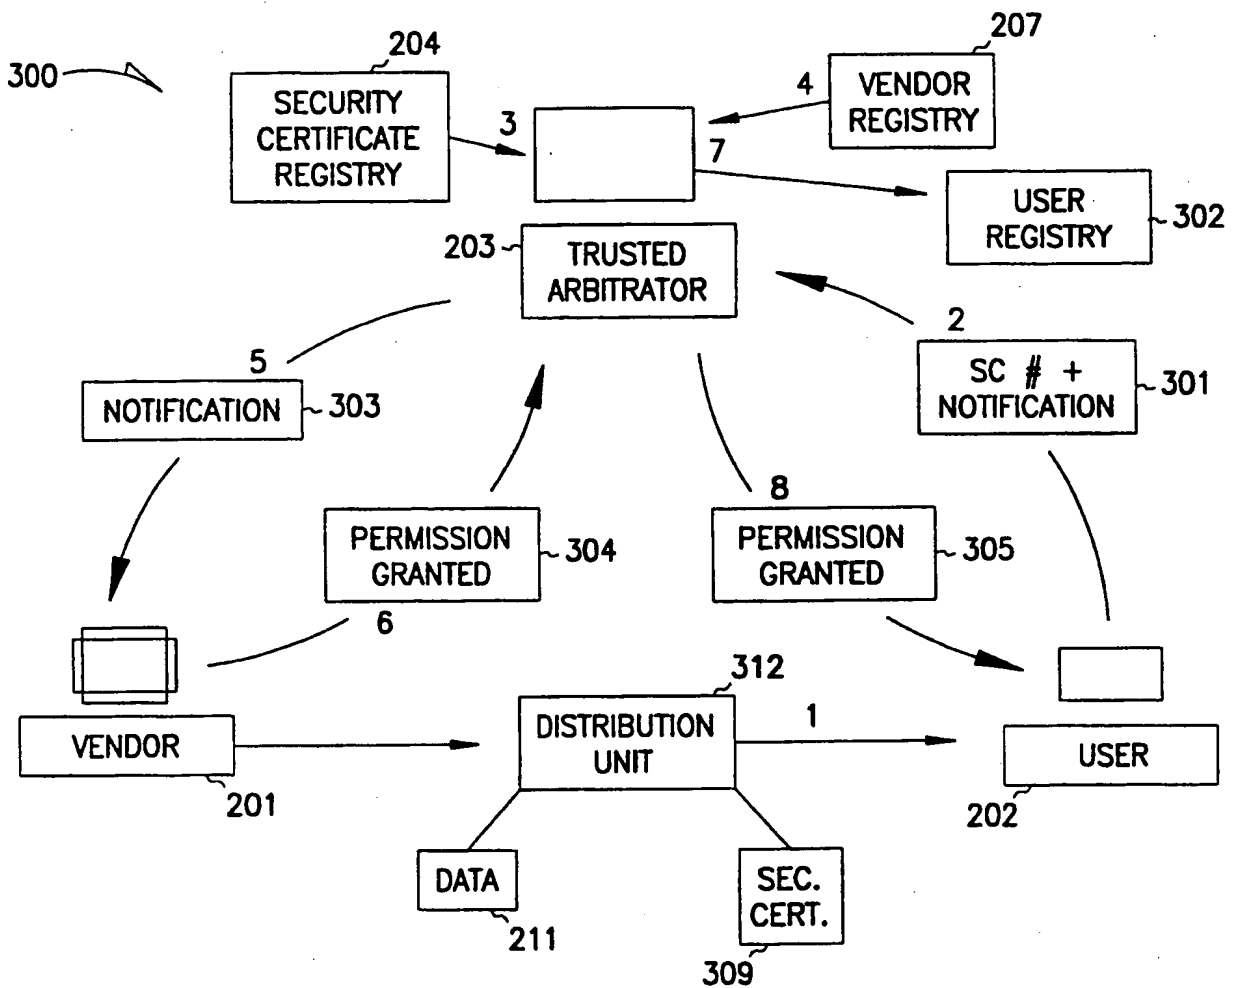 300
204
SECURITY
CERTIFICATE
REGISTRY
3
4
207
VENDOR
REGISTRY
7
USER
REGISTRY
302
203
TRUSTED
ARBITRATOR
2
SC # +
NOTIFICATION
301
5
NOTIFICATION
303
PERMISSION
GRANTED
304
6
8
PERMISSION
GRANTED
305
VENDOR
201
312
DISTRIBUTION
UNIT
1
USER
202
DATA
211
SEC.
CERT.
309